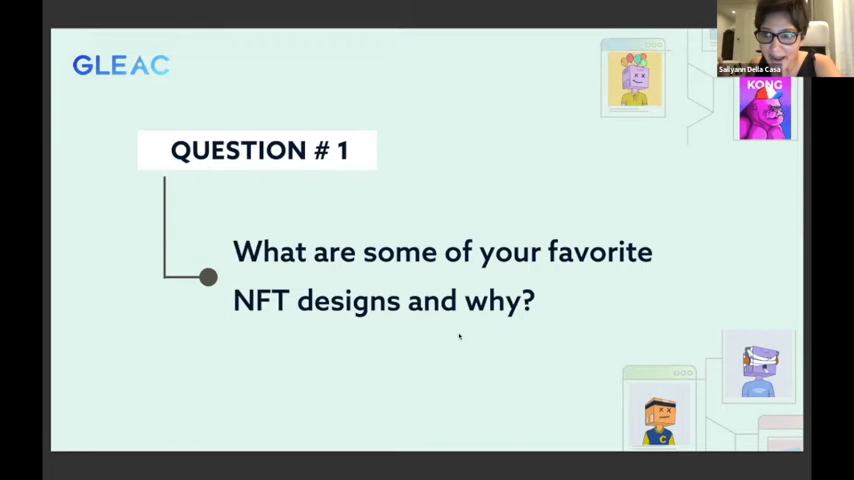 GLEAC
Sallyann Della Casa
KONG
QUESTION # 1
What are some of your favorite
NFT designs and why?
C